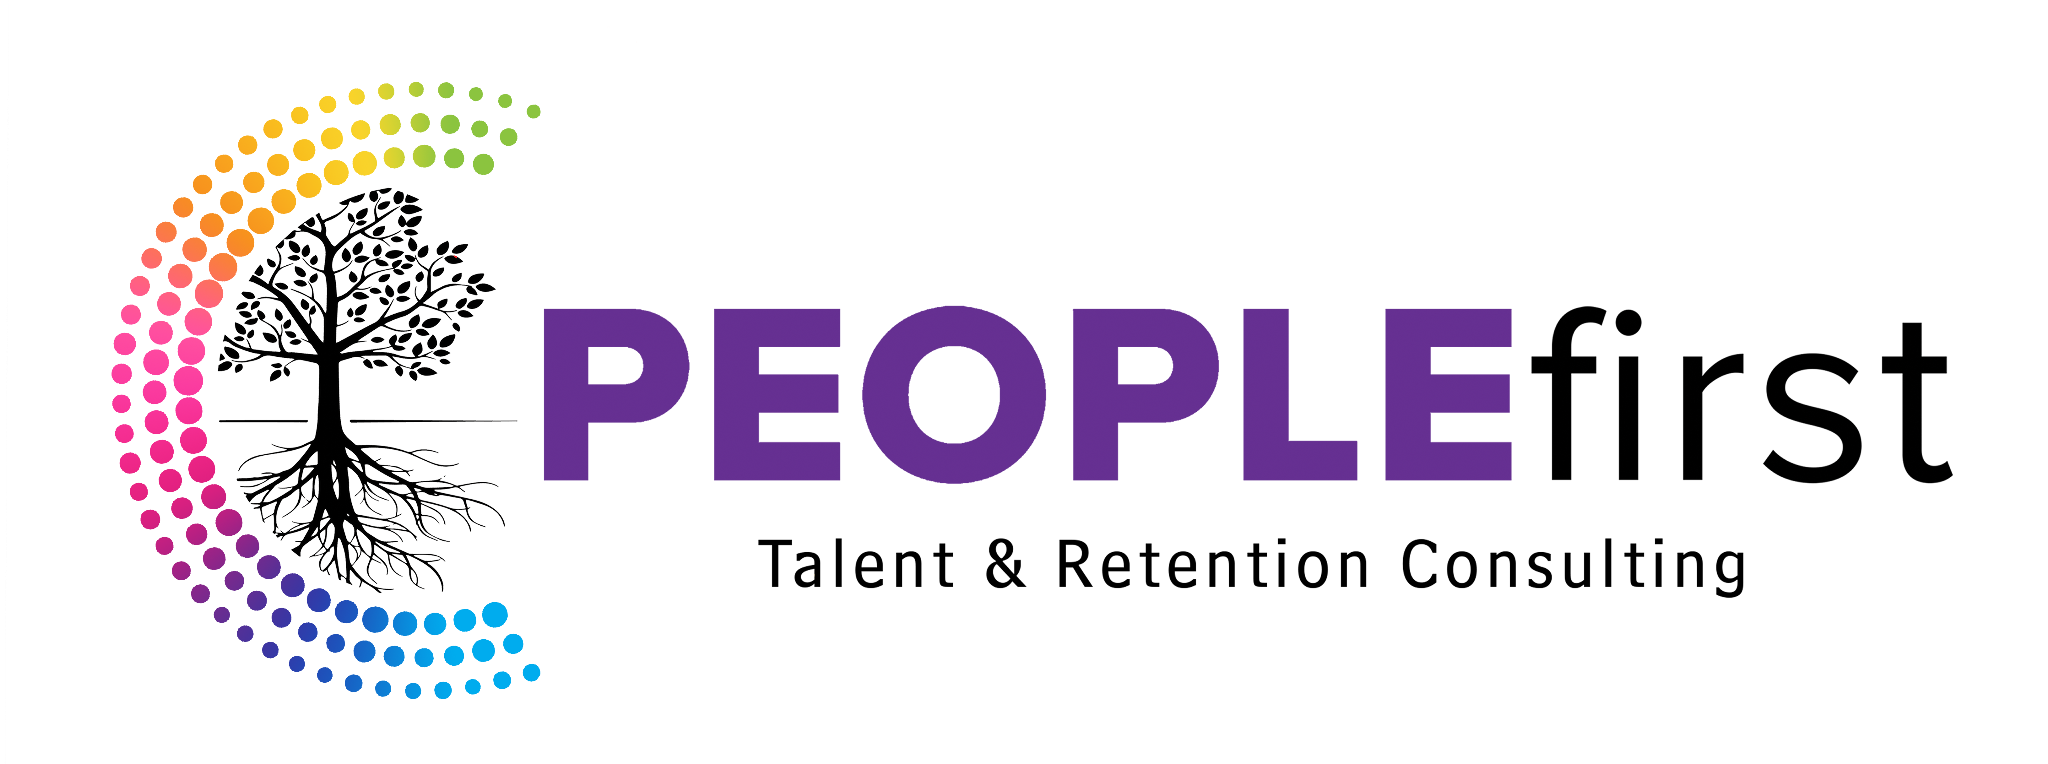 PEOPLEfirst
Talent & Retention Consulting